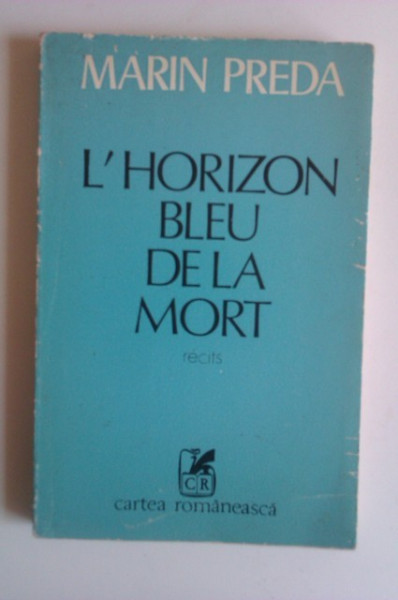 MARIN PREDA
L'HORIZON
BLEU
DE LA
MORT
récits
CR
cartea românească